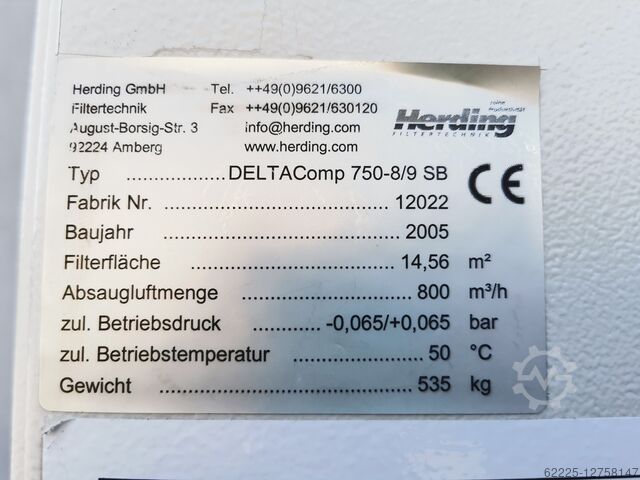 Herding GmbH Tel. ++49(0)9621/6300
Filtertechnik Fax ++49(0)9621/630120
August-Borsig-Str. 3 info@herding.com
92224 Amberg www.herding.com
reine Produktivität
Herding
FILTERTECHNIK
Typ ..................DELTAComp 750-8/9 SB
CE
Fabrik Nr. .................................. 12022
Baujahr ................................... 2005
Filterfläche .............................. 14,56 m²
Absaugluftmenge ......................... 800 m³/h
zul. Betriebsdruck ............ -0,065/+0,065 bar
zul. Betriebstemperatur ................... 50 °C
Gewicht .................................. 535 kg
62225-12758147